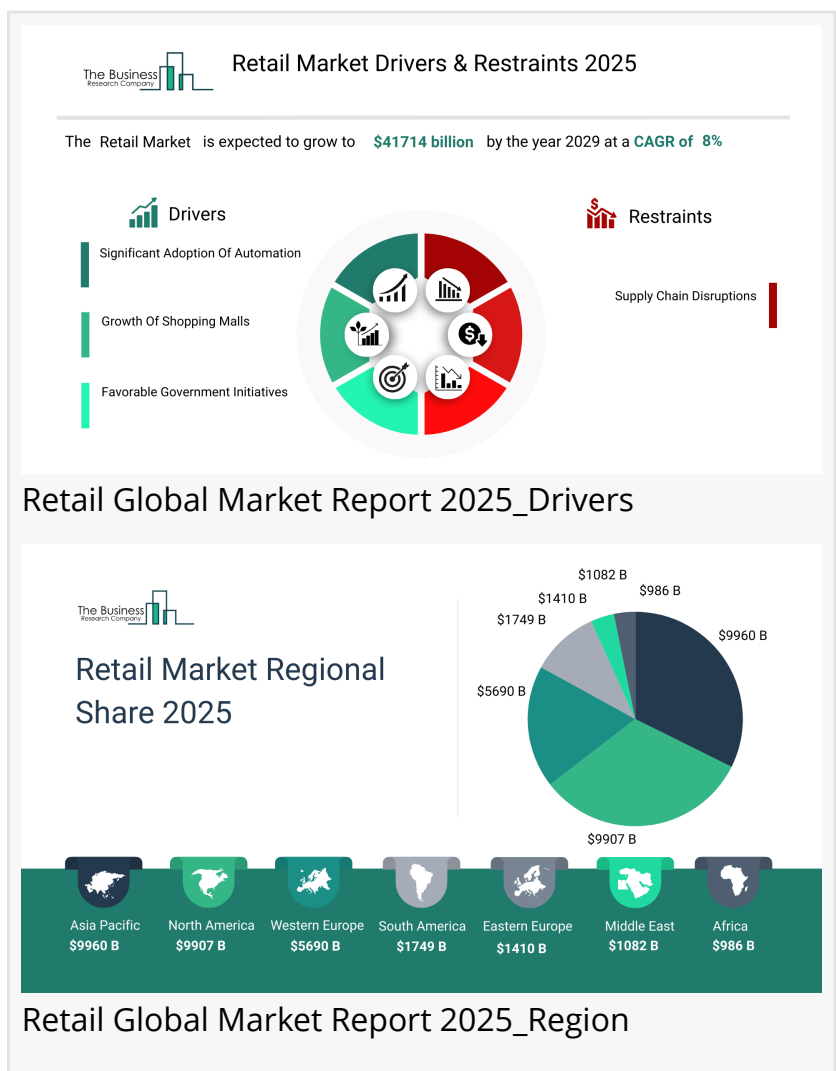 The Business
Research Company
Retail Market Drivers & Restraints 2025
The Retail Market is expected to grow to $41714 billion by the year 2029 at a CAGR of 8%
Drivers
Significant Adoption Of Automation
Growth Of Shopping Malls
Favorable Government Initiatives
$
$
Restraints
Supply Chain Disruptions
Retail Global Market Report 2025_Drivers
The Business
Research Company
Retail Market Regional
Share 2025
$1082 B
$986 B
$1410 B
$1749 B
$9960 B
$5690 B
$9907 B
Asia Pacific
$9960 B
North America
$9907 B
Western Europe
$5690 B
South America
$1749 B
Eastern Europe
$1410 B
Middle East
$1082 B
Africa
$986 B
Retail Global Market Report 2025_Region